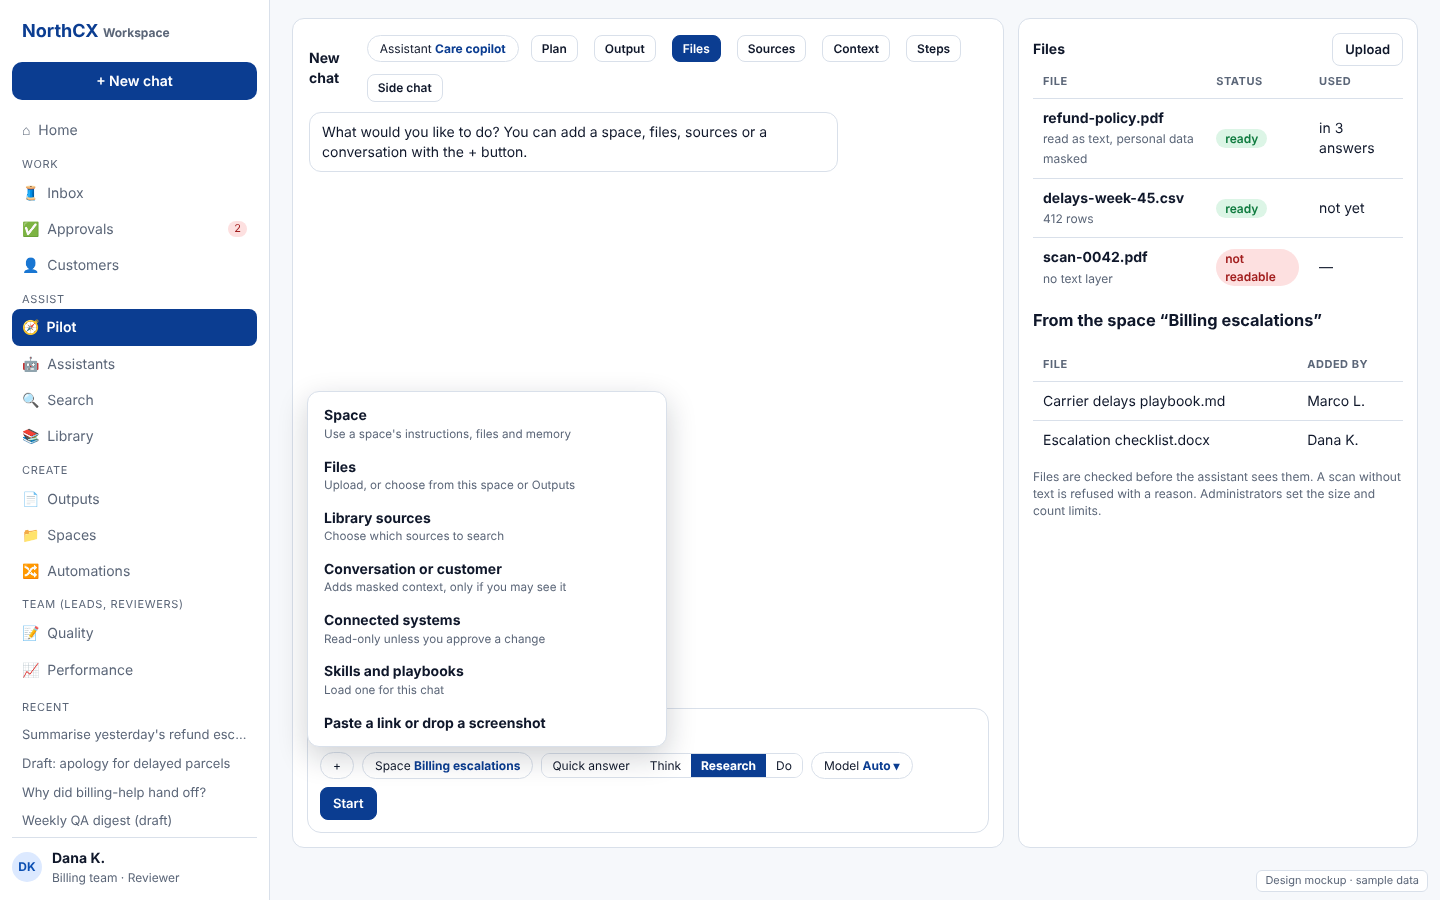 NorthCX Workspace
+ New chat
Home
WORK
Inbox
Approvals 2
Customers
ASSIST
Pilot
Assistants
Search
Library
CREATE
Outputs
Spaces
Automations
TEAM (LEADS, REVIEWERS)
Quality
Performance
RECENT
Summarise yesterday's refund esc...
Draft: apology for delayed parcels
Why did billing-help hand off?
Weekly QA digest (draft)
DK
Dana K.
Billing team · Reviewer
New
chat
Assistant Care copilot
Plan
Output
Files
Sources
Context
Steps
Side chat
What would you like to do? You can add a space, files, sources or a
conversation with the + button.
Space
Use a space's instructions, files and memory
Files
Upload, or choose from this space or Outputs
Library sources
Choose which sources to search
Conversation or customer
Adds masked context, only if you may see it
Connected systems
Read-only unless you approve a change
Skills and playbooks
Load one for this chat
Paste a link or drop a screenshot
+
Space Billing escalations
Quick answer
Think
Research
Do
Model Auto ▾
Start
Files
Upload
FILE STATUS USED
refund-policy.pdf
read as text, personal data
masked
ready
in 3
answers
delays-week-45.csv
412 rows
ready
not yet
scan-0042.pdf
no text layer
not
readable
—
From the space “Billing escalations”
FILE ADDED BY
Carrier delays playbook.md Marco L.
Escalation checklist.docx Dana K.
Files are checked before the assistant sees them. A scan without
text is refused with a reason. Administrators set the size and
count limits.
Design mockup · sample data